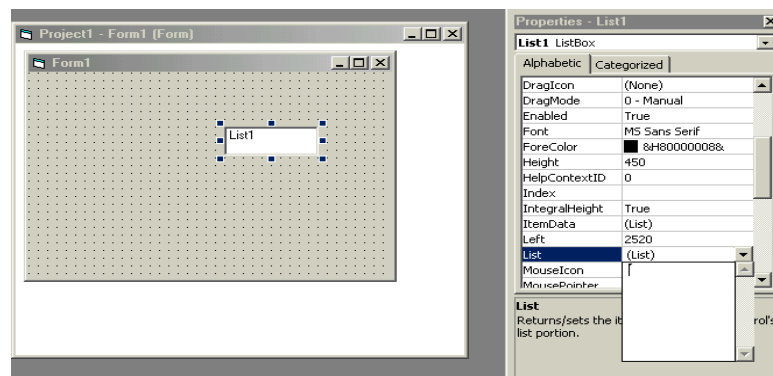 Project1 - Form1 (Form)
Form1
List1
Properties - List1
List1 ListBox
Alphabetic Categorized
DragIcon (None)
DragMode 0 - Manual
Enabled True
Font MS Sans Serif
ForeColor &H80000008&
Height 450
HelpContextID 0
Index
IntegralHeight True
ItemData (List)
Left 2520
List (List)
MouseIcon
MousePointer
List
Returns/sets the it rol's
list portion.